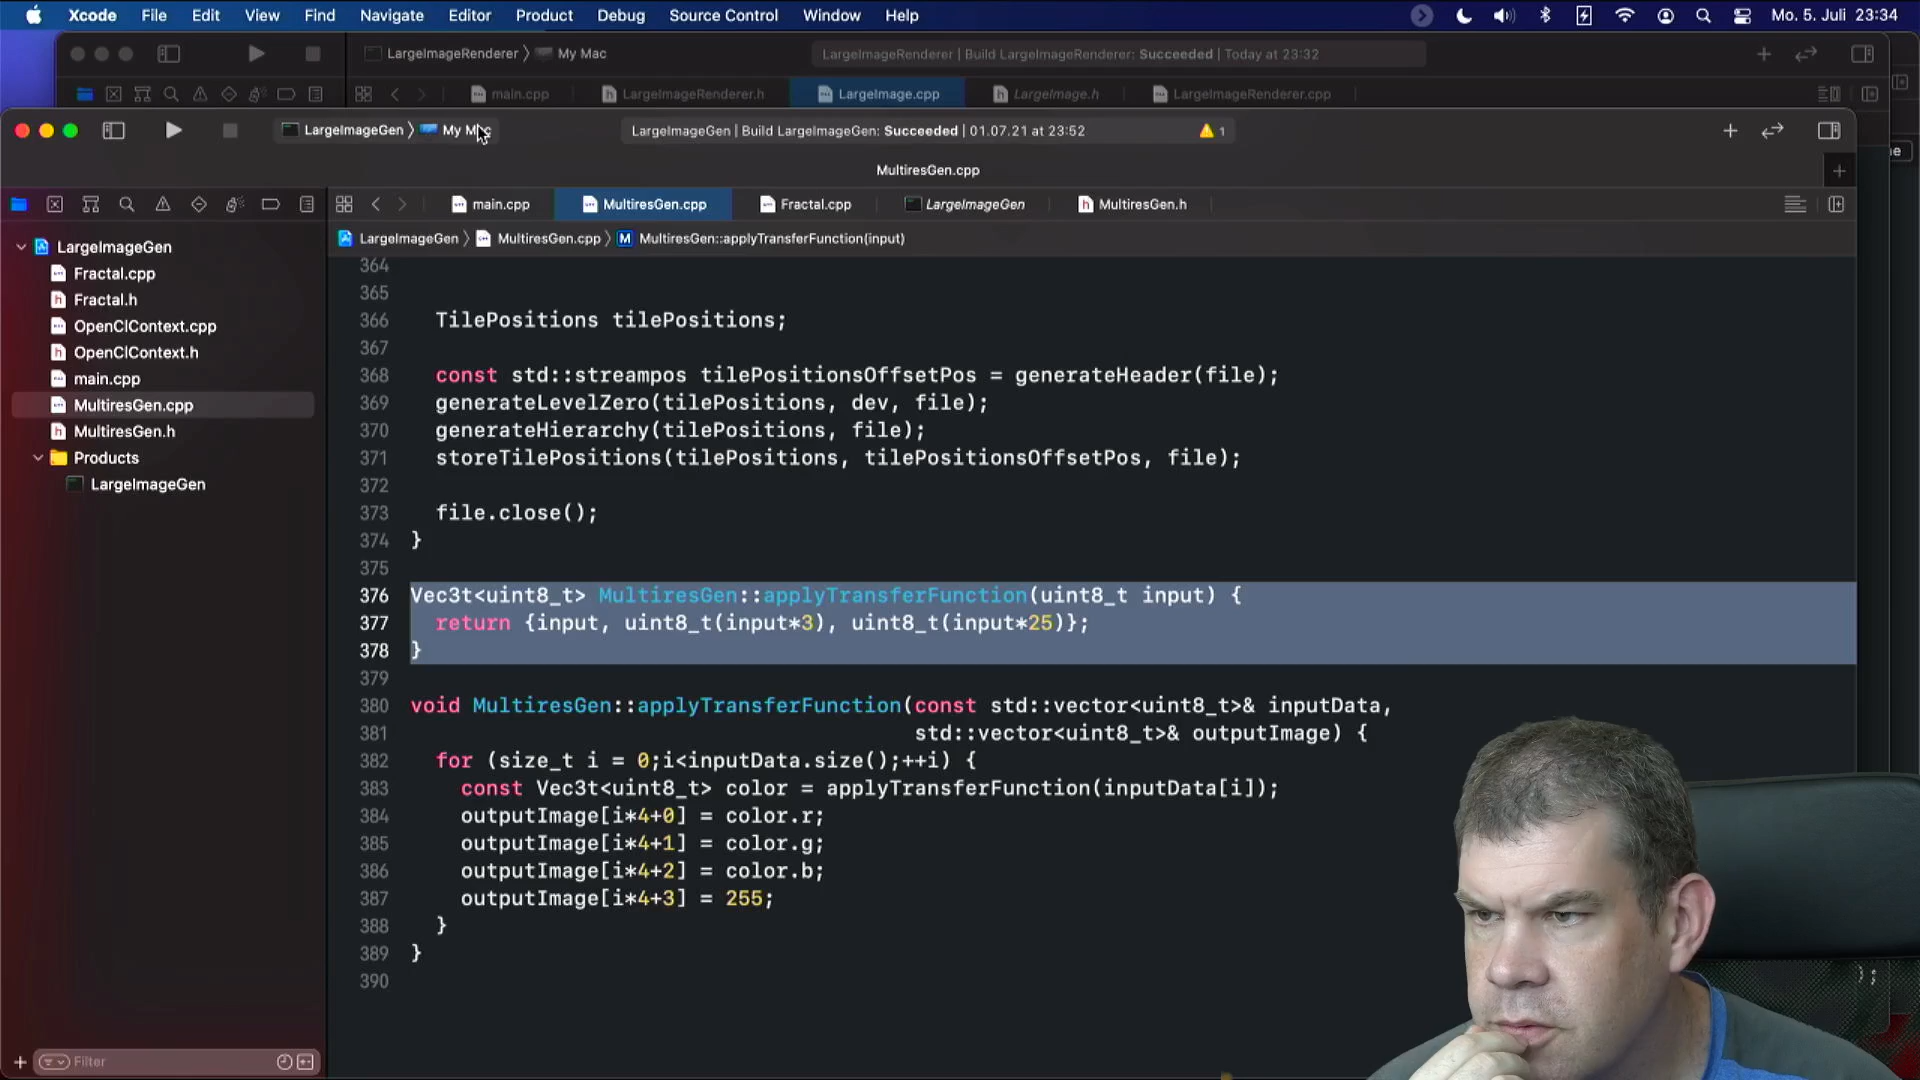 Xcode File Edit View Find Navigate Editor Product Debug Source Control Window Help Mo. 5. Juli 23:34
LargeImageRenderer 〉 My Mac LargeImageRenderer | Build LargeImageRenderer: Succeeded | Today at 23:32
main.cpp LargeImageRenderer.h LargeImage.cpp LargeImage.h LargeImageRenderer.cpp
LargeImageGen 〉 My Mac LargeImageGen | Build LargeImageGen: Succeeded | 01.07.21 at 23:52 1
MultiresGen.cpp
main.cpp MultiresGen.cpp Fractal.cpp LargeImageGen MultiresGen.h
LargeImageGen 〉 MultiresGen.cpp 〉 M MultiresGen::applyTransferFunction(input)
LargeImageGen
Fractal.cpp
Fractal.h
OpenClContext.cpp
OpenClContext.h
main.cpp
MultiresGen.cpp
MultiresGen.h
Products
LargeImageGen
Filter
364
365
366 TilePositions tilePositions;
367
368 const std::streampos tilePositionsOffsetPos = generateHeader(file);
369 generateLevelZero(tilePositions, dev, file);
370 generateHierarchy(tilePositions, file);
371 storeTilePositions(tilePositions, tilePositionsOffsetPos, file);
372
373 file.close();
374 }
375
376 Vec3t<uint8_t> MultiresGen::applyTransferFunction(uint8_t input) {
377 return {input, uint8_t(input*3), uint8_t(input*25)};
378 }
379
380 void MultiresGen::applyTransferFunction(const std::vector<uint8_t>& inputData,
381 std::vector<uint8_t>& outputImage) {
382 for (size_t i = 0;i<inputData.size();++i) {
383 const Vec3t<uint8_t> color = applyTransferFunction(inputData[i]);
384 outputImage[i*4+0] = color.r;
385 outputImage[i*4+1] = color.g;
386 outputImage[i*4+2] = color.b;
387 outputImage[i*4+3] = 255;
388 }
389 }
390